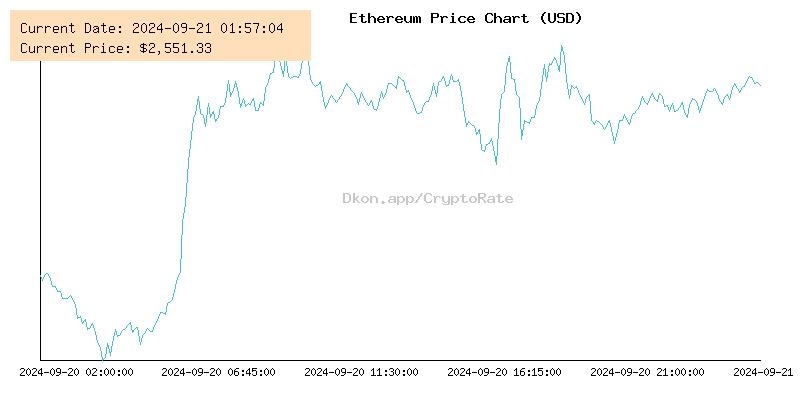 Ethereum Price Chart (USD)
Current Date: 2024-09-21 01:57:04
Current Price: $2,551.33
Dkon.app/CryptoRate
2024-09-20 02:00:00 2024-09-20 06:45:00 2024-09-20 11:30:00 2024-09-20 16:15:00 2024-09-20 21:00:00 2024-09-21